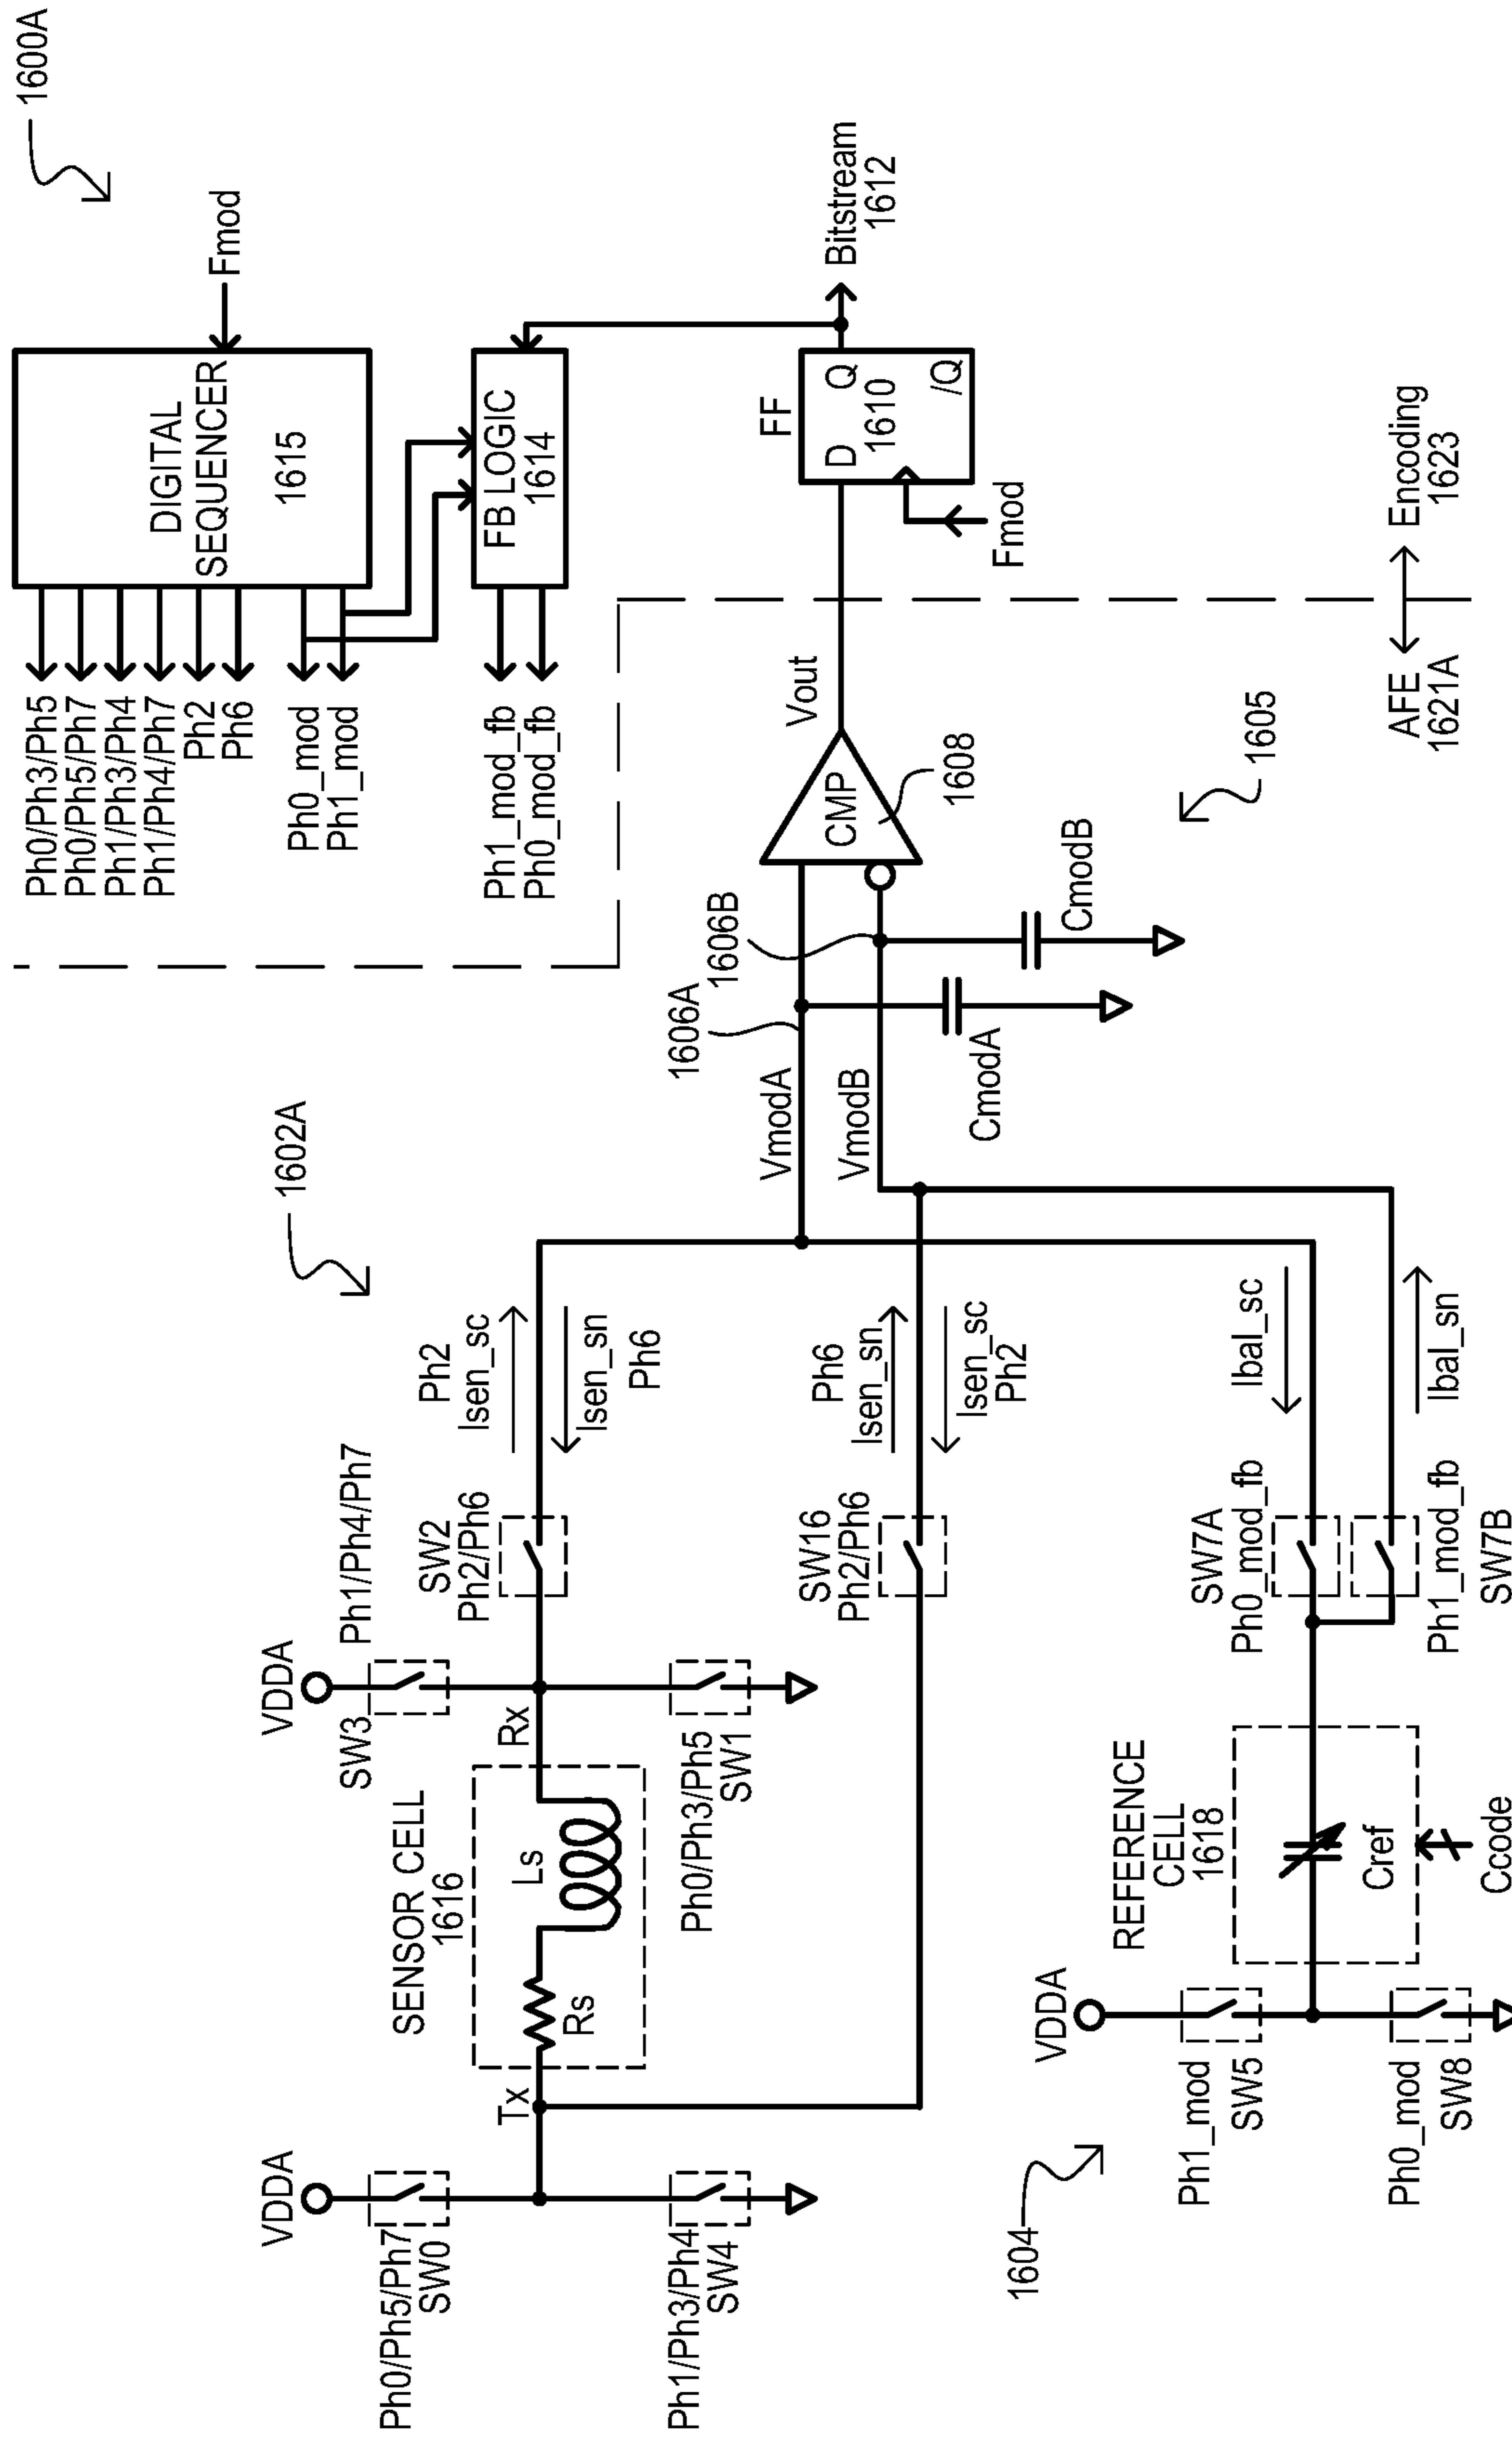 1600A
Fmod
DIGITAL
SEQUENCER
1615
Ph0/Ph3/Ph5
Ph0/Ph5/Ph7
Ph1/Ph3/Ph4
Ph1/Ph4/Ph7
Ph2
Ph6
Ph0_mod
Ph1_mod
FB LOGIC
1614
Ph1_mod_fb
Ph0_mod_fb
Bitstream
1612
FF
D Q
1610
/Q
Fmod
Vout
CMP
1608
1605
AFE
1621A
Encoding
1623
1606A
1606B
VmodA
VmodB
CmodA
CmodB
1602A
VDDA
Ph0/Ph5/Ph7
SW0
Ph1/Ph3/Ph4
SW4
Tx
SENSOR CELL
1616
Rs
Ls
Rx
VDDA
SW3
Ph1/Ph4/Ph7
Ph0/Ph3/Ph5
SW1
SW2
Ph2/Ph6
Ph2
Isen_sc
Isen_sn
Ph6
SW16
Ph2/Ph6
Ph6
Isen_sn
Isen_sc
Ph2
1604
VDDA
Ph1_mod
SW5
Ph0_mod
SW8
REFERENCE
CELL
1618
Cref
Ccode
SW7A
Ph0_mod_fb
Ph1_mod_fb
SW7B
Ibal_sc
Ibal_sn